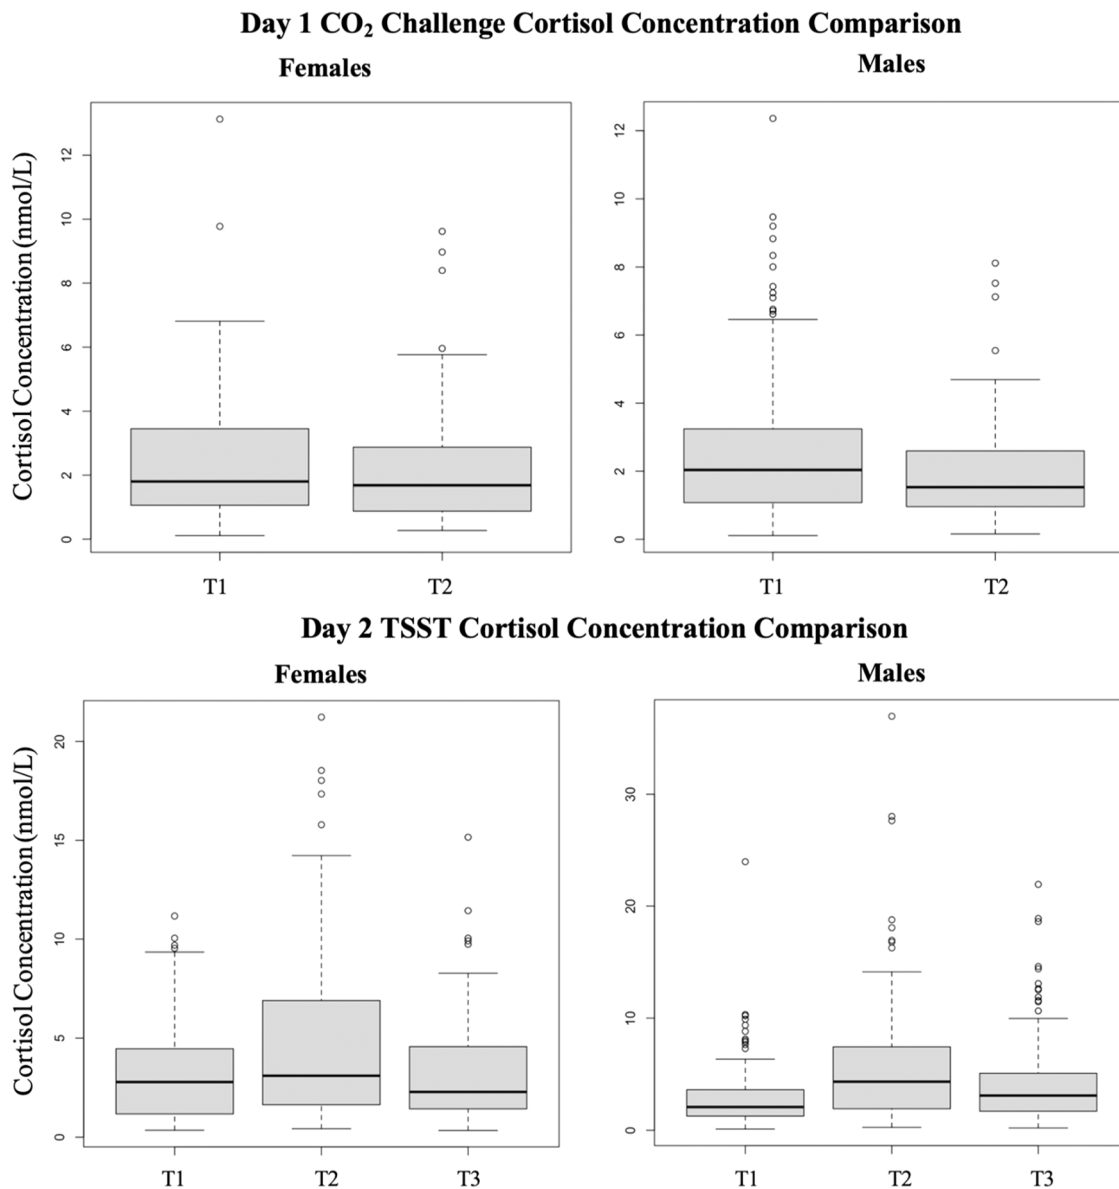 Day 1 CO₂ Challenge Cortisol Concentration Comparison
Females
Males
Cortisol Concentration (nmol/L)
12
10
8
6
4
2
0
T1
T2
12
10
8
6
4
2
0
T1
T2
Day 2 TSST Cortisol Concentration Comparison
Females
Males
Cortisol Concentration (nmol/L)
20
15
10
5
0
T1
T2
T3
30
20
10
0
T1
T2
T3